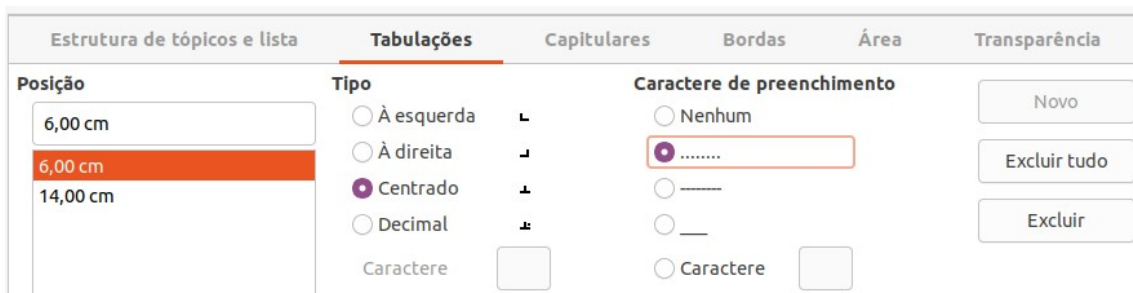 Estrutura de tópicos e lista Tabulações Capitulares Bordas Área Transparência
Posição Tipo Caractere de preenchimento
6,00 cm À esquerda Nenhum Novo
6,00 cm À direita ........ Excluir tudo
14,00 cm Centrado --------
Decimal ___ Excluir
Caractere Caractere